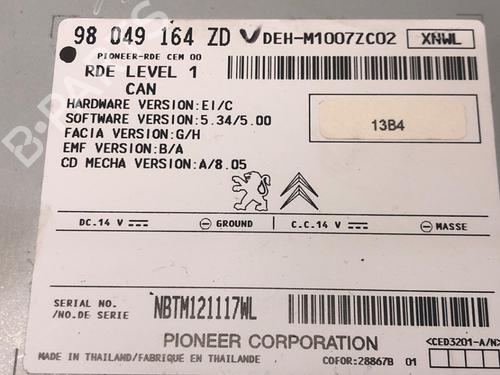 98 049 164 ZD DEH-M1007ZC02 XNWL
PIONEER-RDE CEM 00
RDE LEVEL 1
CAN
HARDWARE VERSION:EI/C
SOFTWARE VERSION:5.34/5.00
FACIA VERSION:G/H
EMF VERSION:B/A
CD MECHA VERSION:A/8.05
13B4
DC.14 V GROUND C.C.14 V MASSE
SERIAL NO.
/NO.DE SERIE
NBTM121117WL
PIONEER CORPORATION
<CED3201-A/N>
MADE IN THAILAND/FABRIQUE EN THAILANDE
COFOR:28867B 01
B-PARTS